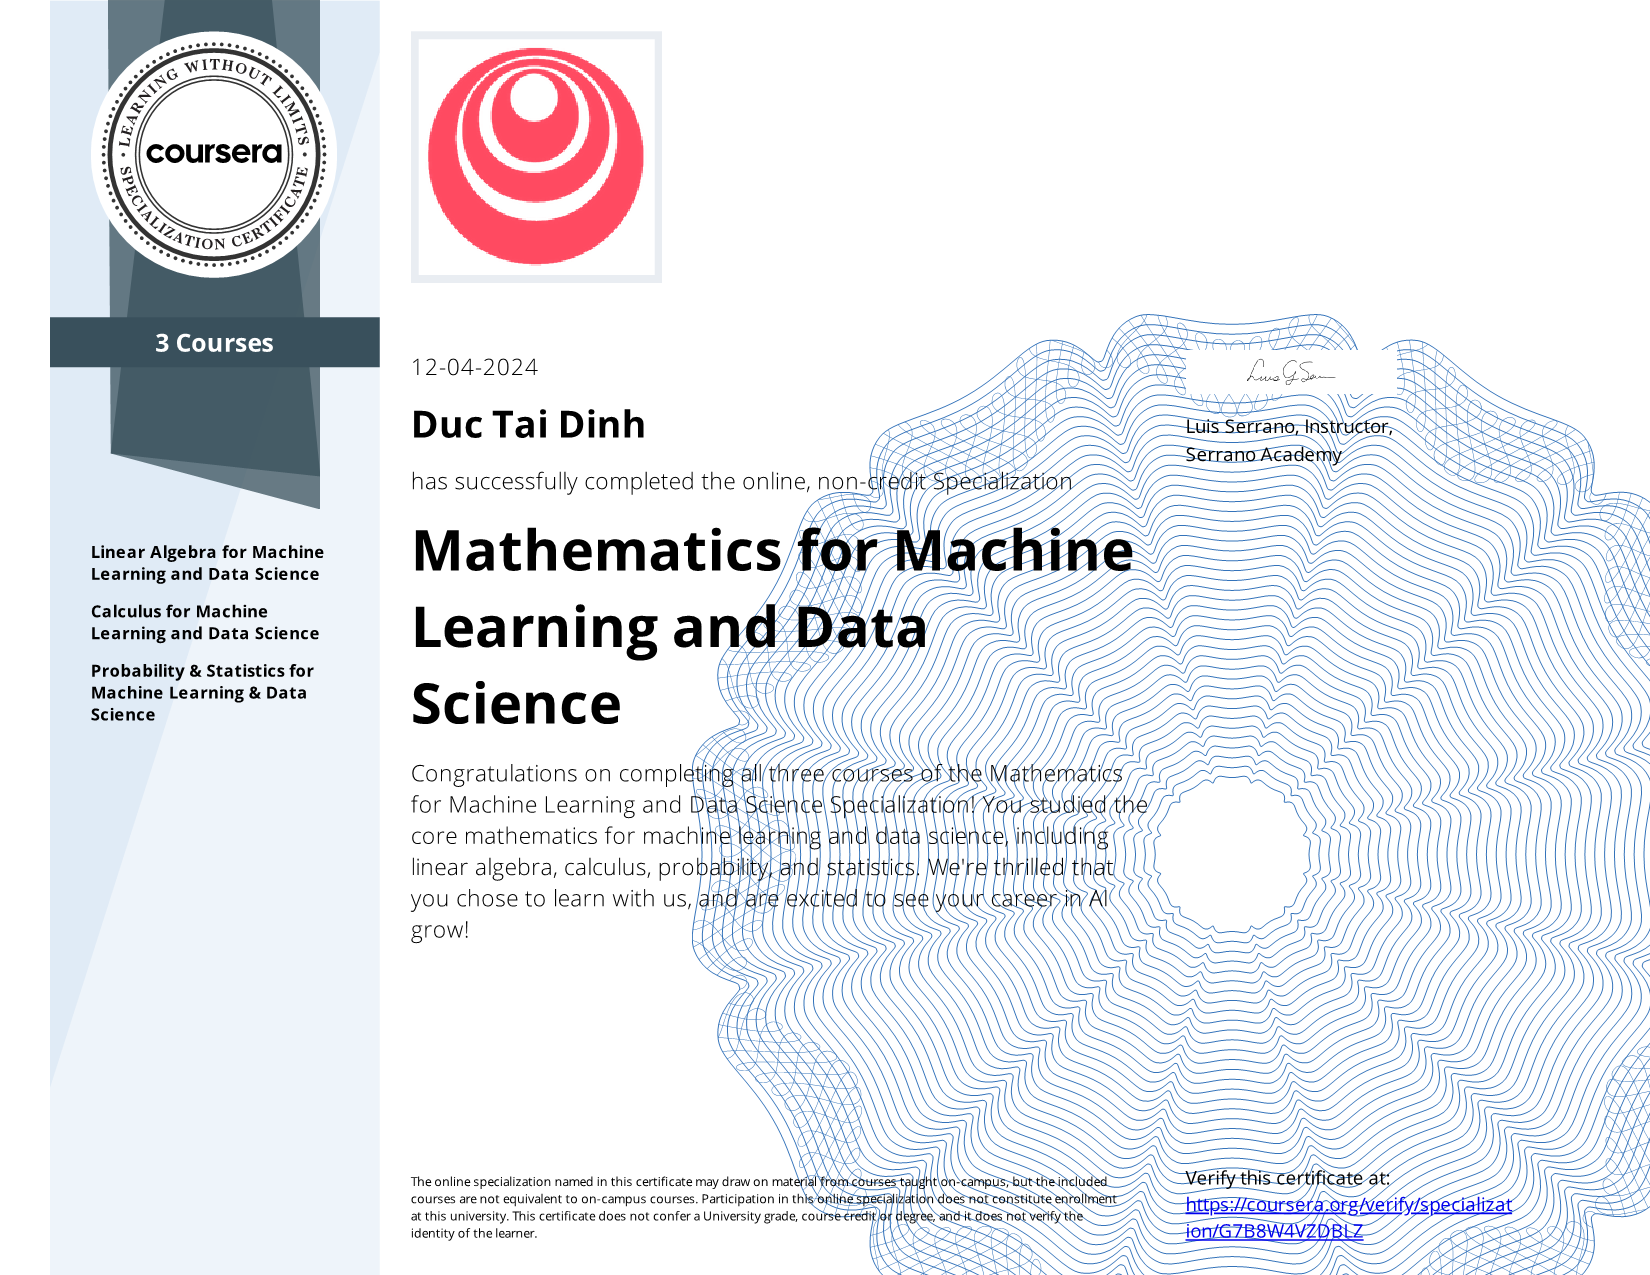 LEARNING WITHOUT LIMITS
coursera
SPECIALIZATION CERTIFICATE
3 Courses
Linear Algebra for Machine
Learning and Data Science
Calculus for Machine
Learning and Data Science
Probability & Statistics for
Machine Learning & Data
Science
12-04-2024
Duc Tai Dinh
has successfully completed the online, non-credit Specialization
Mathematics for Machine
Learning and Data
Science
Congratulations on completing all three courses of the Mathematics
for Machine Learning and Data Science Specialization! You studied the
core mathematics for machine learning and data science, including
linear algebra, calculus, probability, and statistics. We're thrilled that
you chose to learn with us, and are excited to see your career in AI
grow!
Luis Serrano, Instructor,
Serrano Academy
The online specialization named in this certificate may draw on material from courses taught on-campus, but the included
courses are not equivalent to on-campus courses. Participation in this online specialization does not constitute enrollment
at this university. This certificate does not confer a University grade, course credit or degree, and it does not verify the
identity of the learner.
Verify this certificate at:
https://coursera.org/verify/specializat
ion/G7B8W4VZDBLZ